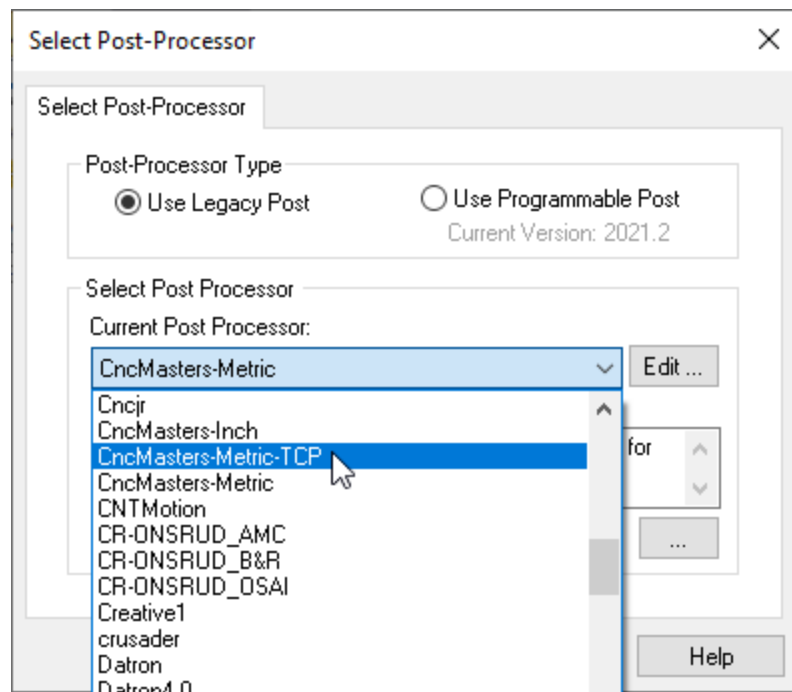 Select Post-Processor
Select Post-Processor
Post-Processor Type
Use Legacy Post
Use Programmable Post
Current Version: 2021.2
Select Post Processor
Current Post Processor:
CncMasters-Metric
Edit ...
Cncjr
CncMasters-Inch
for
CncMasters-Metric-TCP
CncMasters-Metric
CNTMotion
CR-ONSRUD_AMC
...
CR-ONSRUD_B&R
CR-ONSRUD_OSAI
Creative1
crusader
Help
Datron
Datron4.0